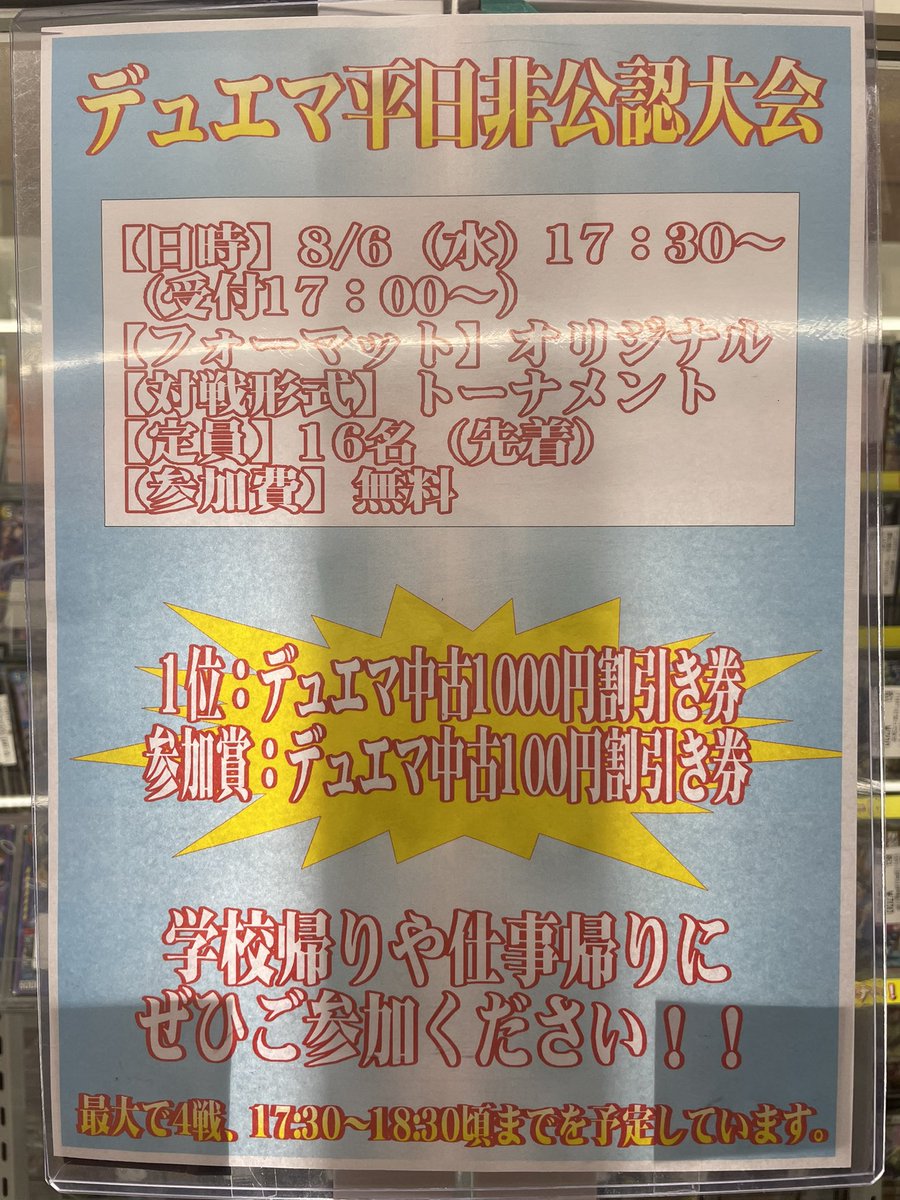 デュエマ平日非公認大会
【日時】8/6（水）17：30～
（受付17：00～）
【フォーマット】オリジナル
【対戦形式】トーナメント
【定員】16名（先着）
【参加費】無料
1位：デュエマ中古1000円割引き券
参加賞：デュエマ中古100円割引き券
学校帰りや仕事帰りに
ぜひご参加ください！！
最大で4戦、17:30～18:30頃までを予定しています。